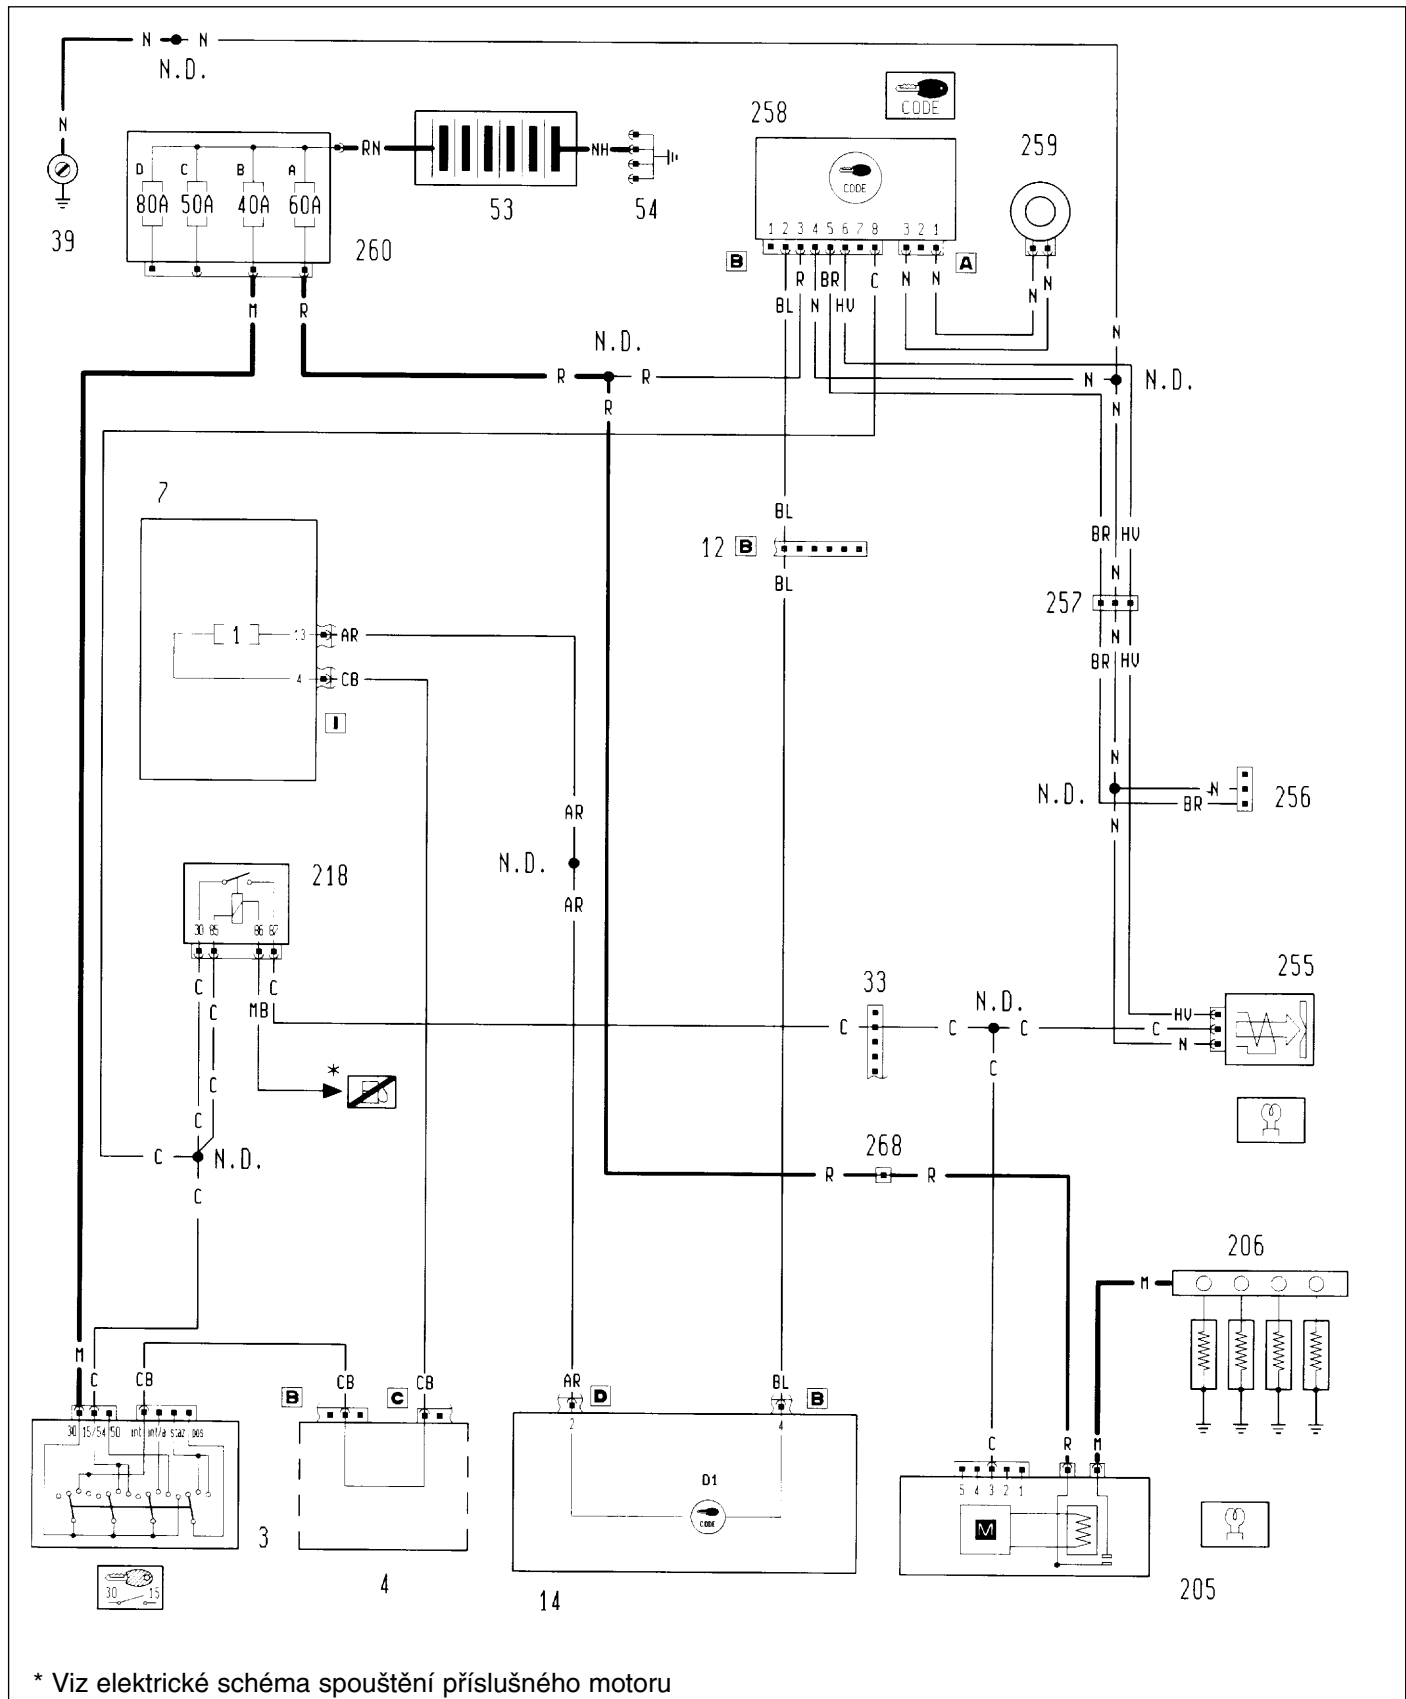 N N
N.D.
N
39
D C B A
80A 50A 40A 60A
260
RN
53
NH
54
M R
258
CODE
CODE
259
1 2 3 4 5 6 7 8 3 2 1
B A
R BR C N N
BL N HV
N N
N
N.D.
R R
R
N N.D.
N
7
1 13 AR
4 CB
1
BL
12 B
BL
BR HV
N
257
N
BR HV
N
N.D. N
BR 256
N
AR
N.D.
AR
218
30 85 86 87
C C
C MB
*
C
C
C N.D.
C
33
C C N.D. C
C
255
HV
C
N
268
R R
206
M
M C CB
30 15/54 50 int int/a staz pos
3
30 15
B CB C CB
4
AR D BL B
2 4
D1
CODE
14
C R M
5 4 3 2 1
M
205
* Viz elektrické schéma spouštění příslušného motoru